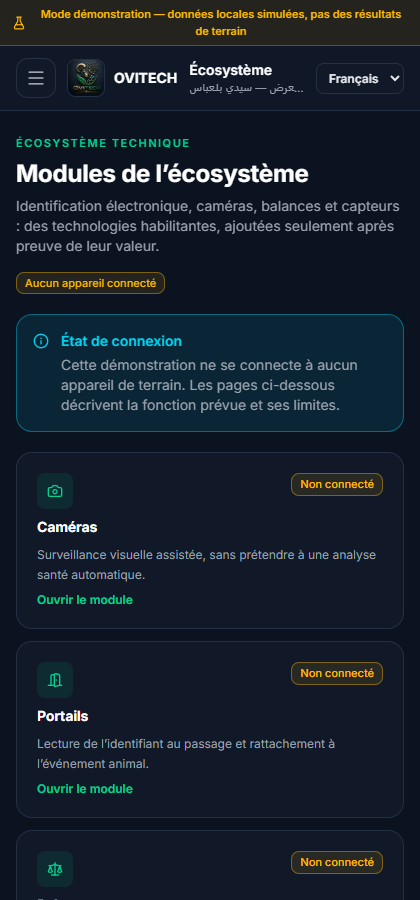 Mode démonstration — données locales simulées, pas des résultats
de terrain
OVITECH
Écosystème
…عرض — سيدي بلعباس
Français
ÉCOSYSTÈME TECHNIQUE
Modules de l’écosystème
Identification électronique, caméras, balances et capteurs
: des technologies habilitantes, ajoutées seulement après
preuve de leur valeur.
Aucun appareil connecté
État de connexion
Cette démonstration ne se connecte à aucun
appareil de terrain. Les pages ci-dessous
décrivent la fonction prévue et ses limites.
Non connecté
Caméras
Surveillance visuelle assistée, sans prétendre à une analyse
santé automatique.
Ouvrir le module
Non connecté
Portails
Lecture de l’identifiant au passage et rattachement à
l’événement animal.
Ouvrir le module
Non connecté